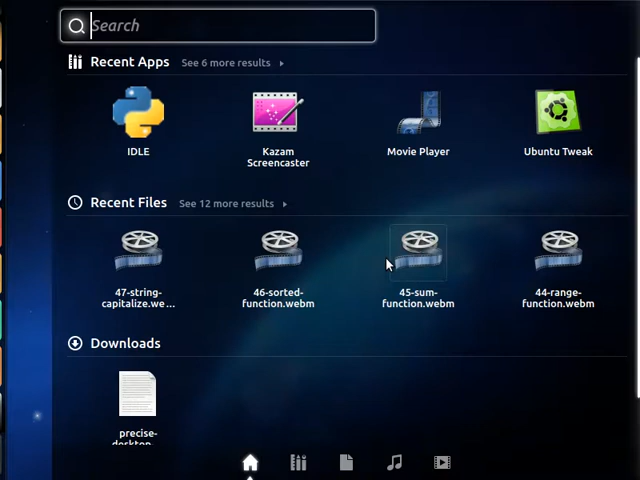 Search
Recent Apps See 6 more results
IDLE
Kazam
Screencaster
Movie Player
Ubuntu Tweak
Recent Files See 12 more results
47-string-
capitalize.we...
46-sorted-
function.webm
45-sum-
function.webm
44-range-
function.webm
Downloads
precise-
desktop-